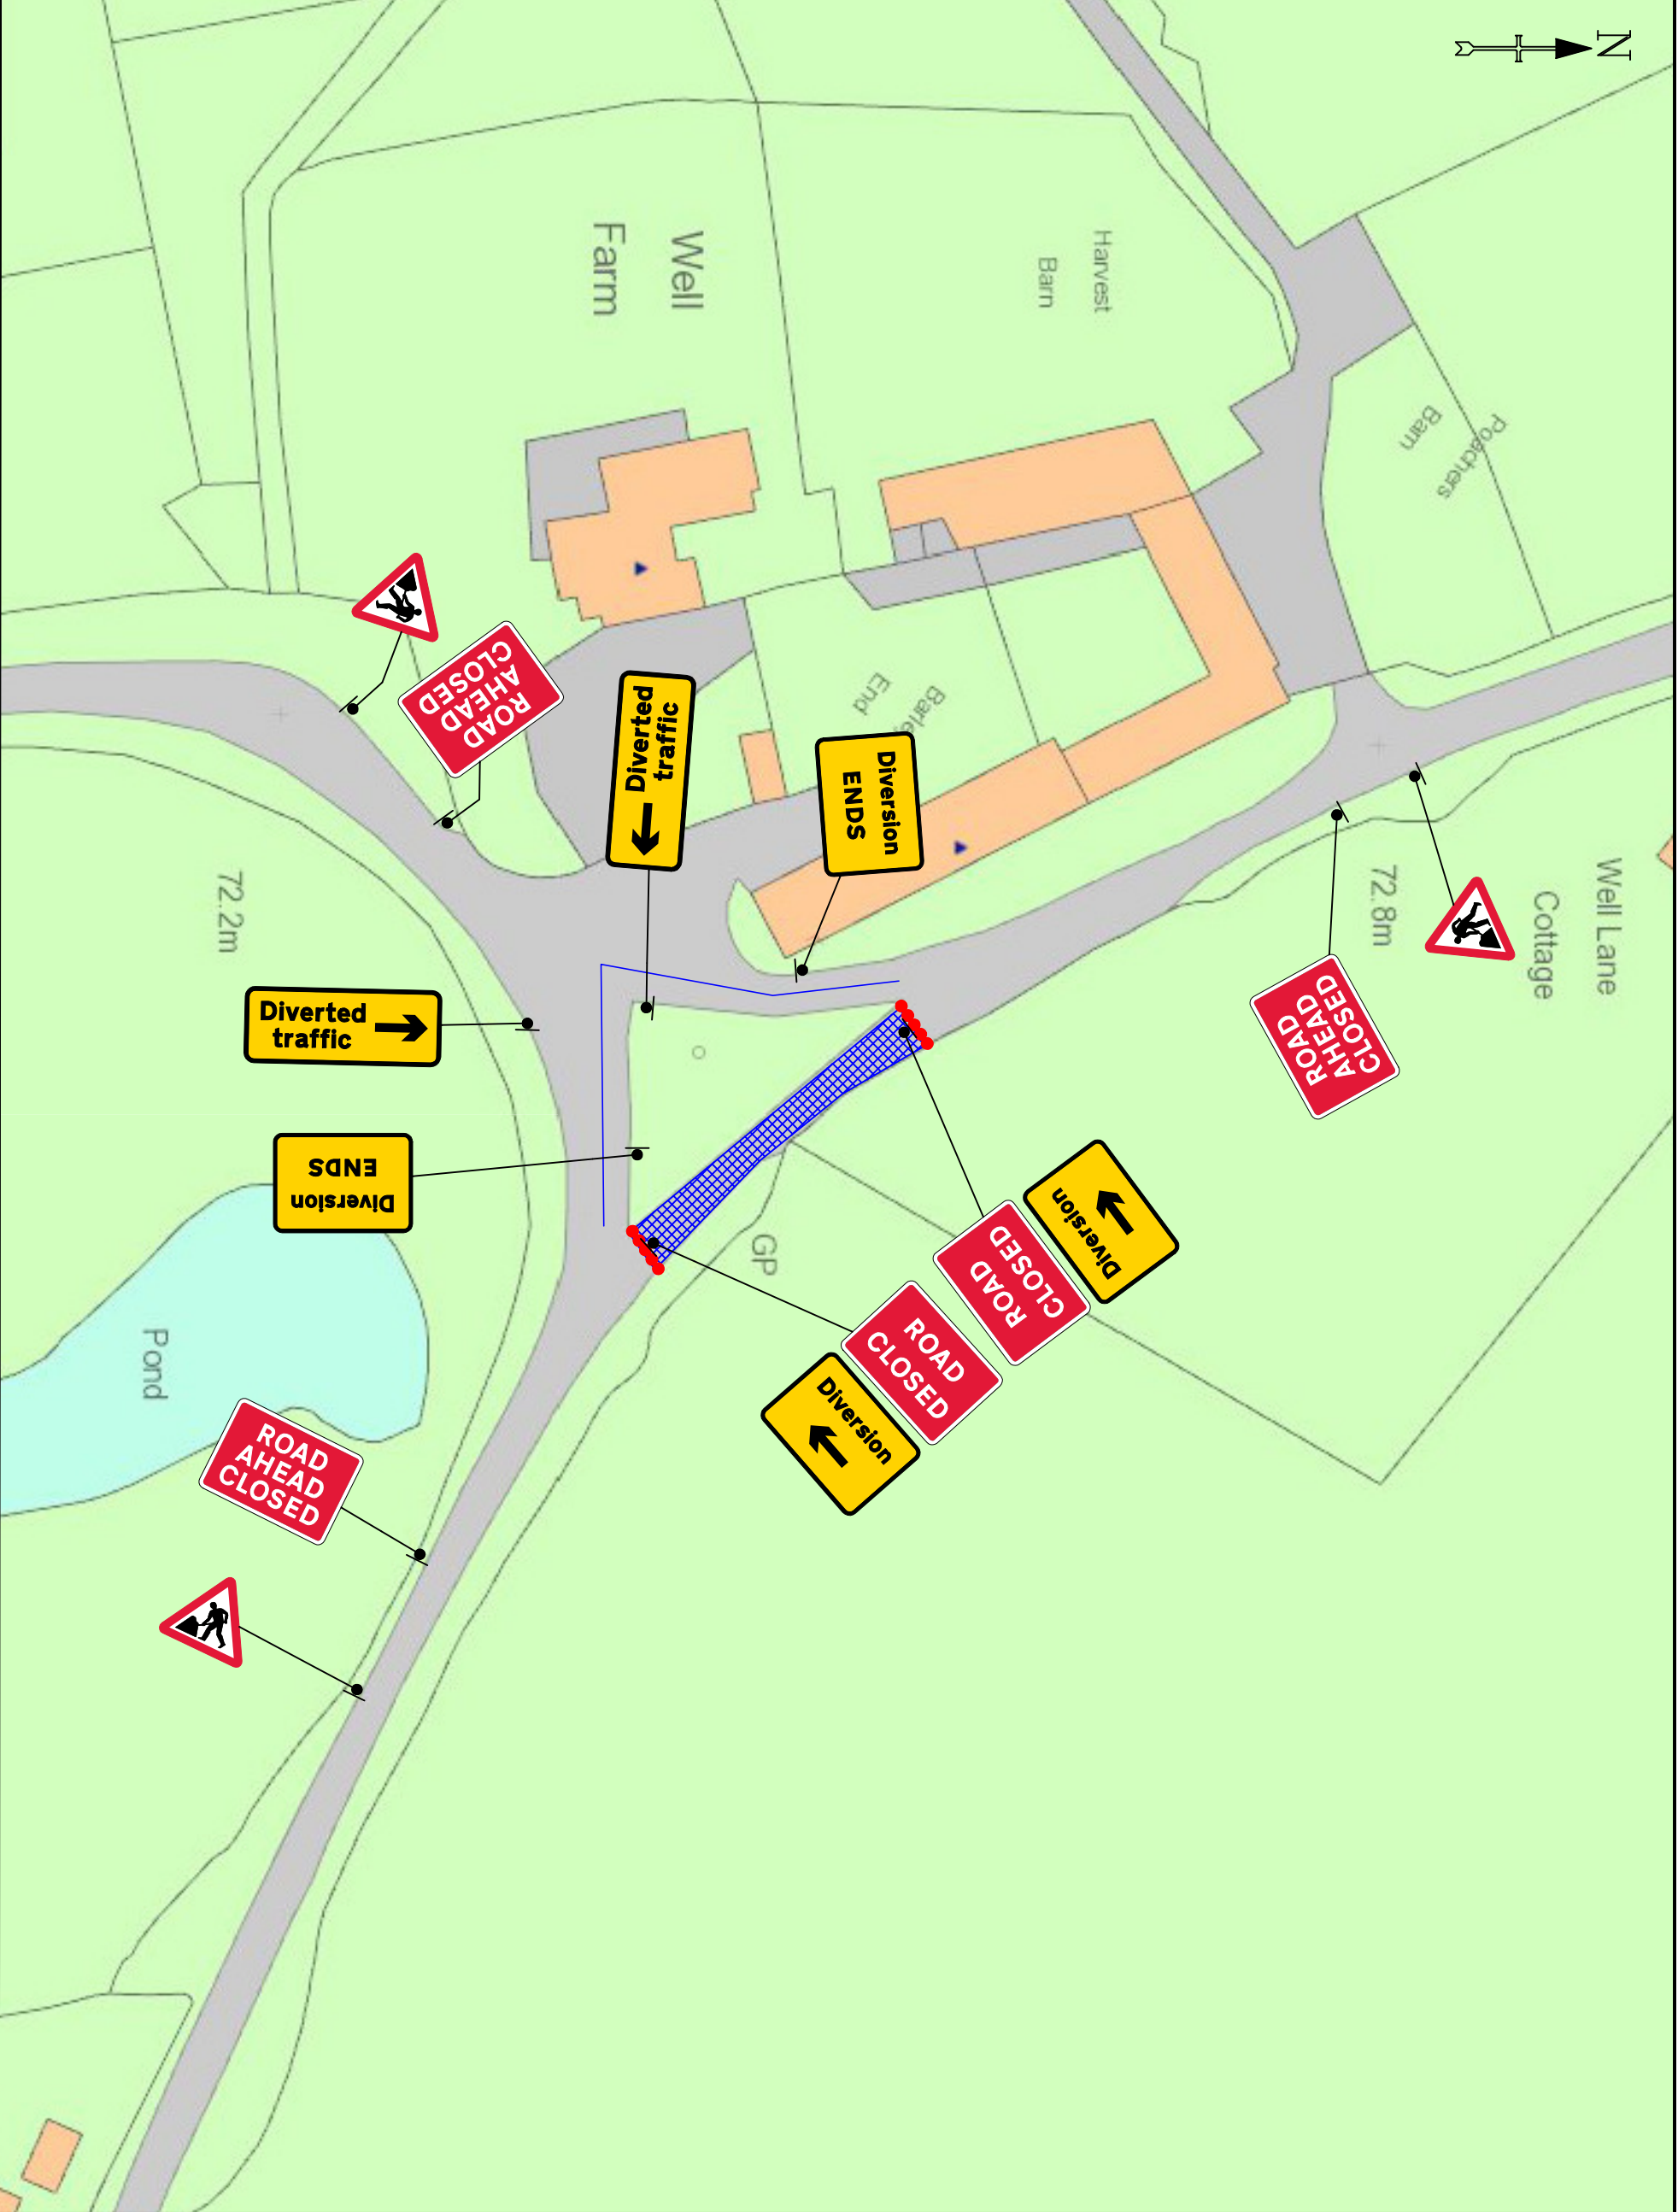 N
Harvest
Barn
Well
Farm
Poachers
Barn
Well Lane
Cottage
72.8m
End
ROAD
AHEAD
CLOSED
Diverted
traffic
Diversion
ENDS
ROAD
AHEAD
CLOSED
72.2m
Diverted
traffic
Diversion
ENDS
Diversion
ROAD
CLOSED
ROAD
CLOSED
Diversion
GP
Pond
ROAD
AHEAD
CLOSED